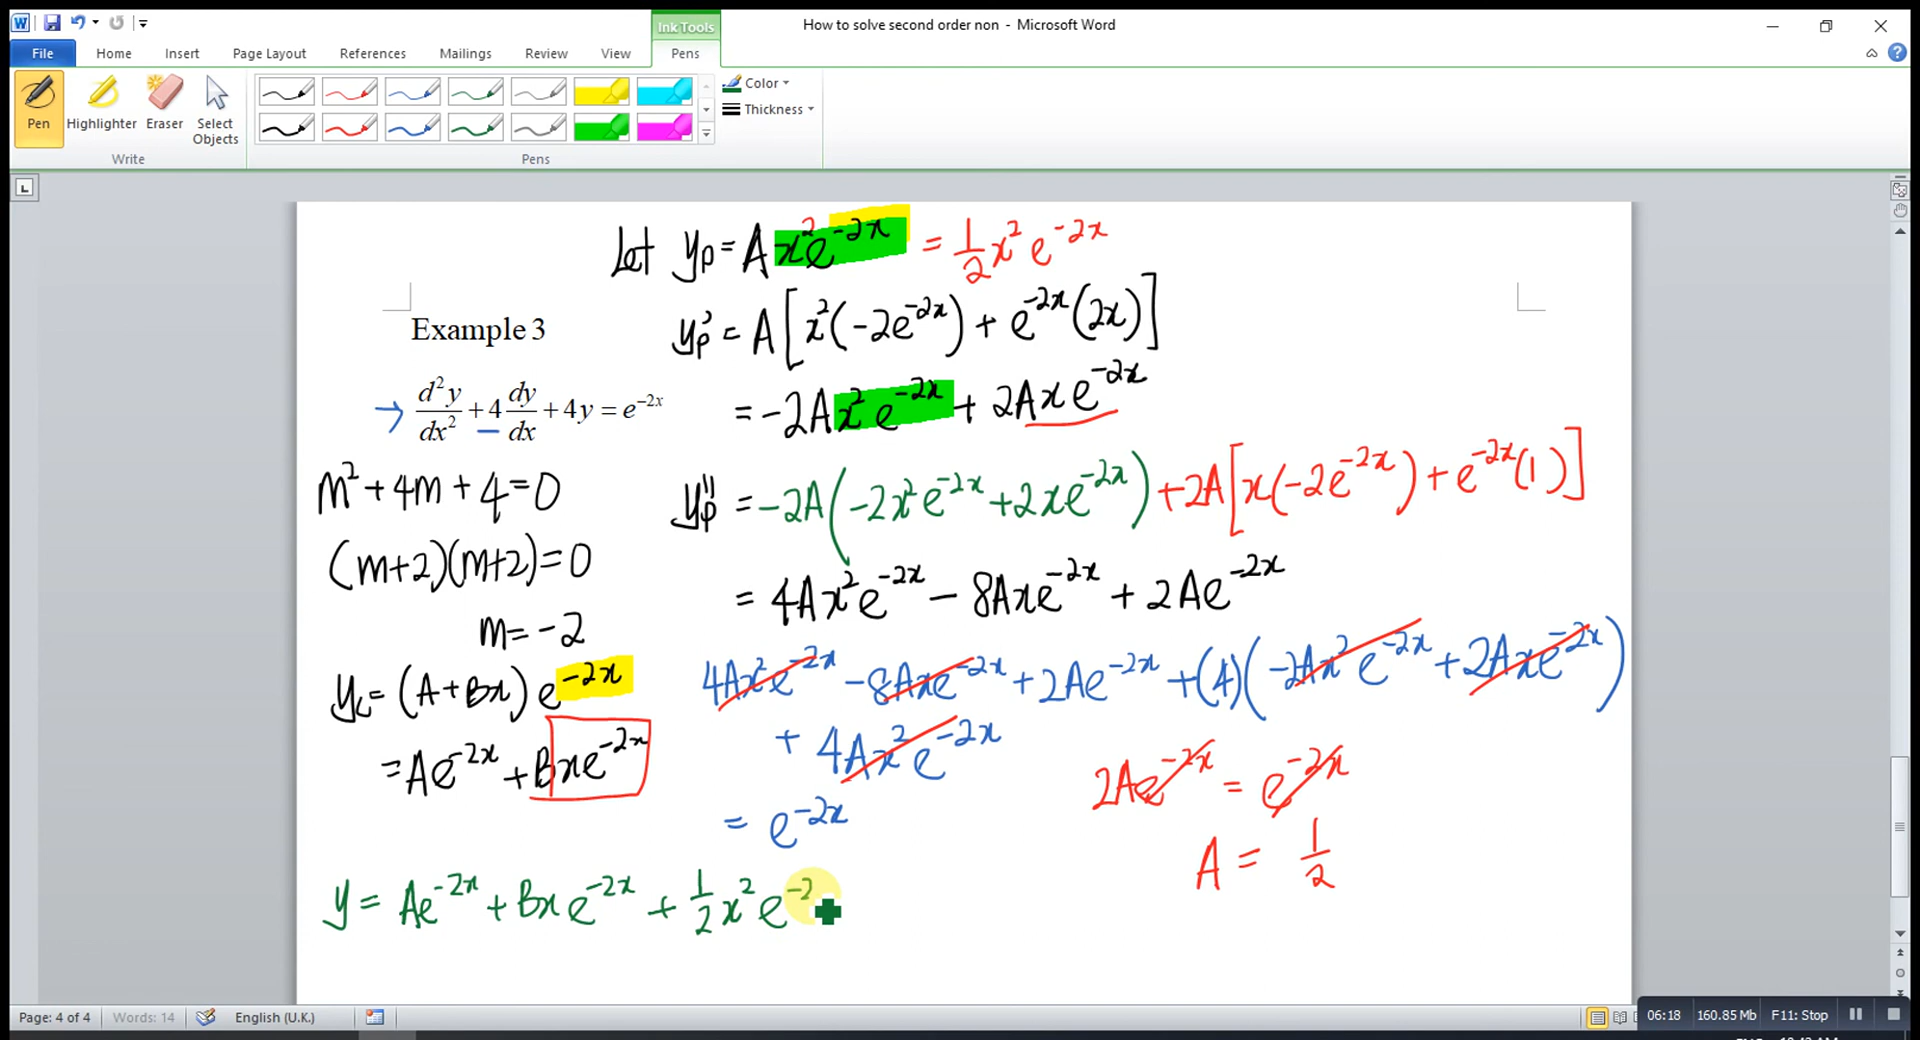 How to solve second order non - Microsoft Word
Ink Tools
File Home Insert Page Layout References Mailings Review View Pens
Pen Highlighter Eraser Select Objects
Color
Thickness
Write Pens
Let yp = Ax²e^-2x = 1/2 x² e^-2x
yp' = A[x²(-2e^-2x) + e^-2x(2x)]
= -2Ax²e^-2x + 2Axe^-2x
yp'' = -2A(-2x²e^-2x + 2xe^-2x) + 2A[x(-2e^-2x) + e^-2x(1)]
= 4Ax²e^-2x - 8Axe^-2x + 2Ae^-2x
4Ax²e^-2x - 8Axe^-2x + 2Ae^-2x + (4)(-2Ax²e^-2x + 2Axe^-2x)
+ 4Ax²e^-2x
= e^-2x
2Ae^-2x = e^-2x
A = 1/2
Example 3
→ d²y/dx² + 4 dy/dx + 4y = e^-2x
m² + 4m + 4 = 0
(m+2)(m+2) = 0
m = -2
yc = (A + Bx) e^-2x
= Ae^-2x + Bxe^-2x
y = Ae^-2x + Bxe^-2x + 1/2 x² e^-2
Page: 4 of 4 Words: 14 English (U.K.)
06:18 160.85 Mb F11: Stop